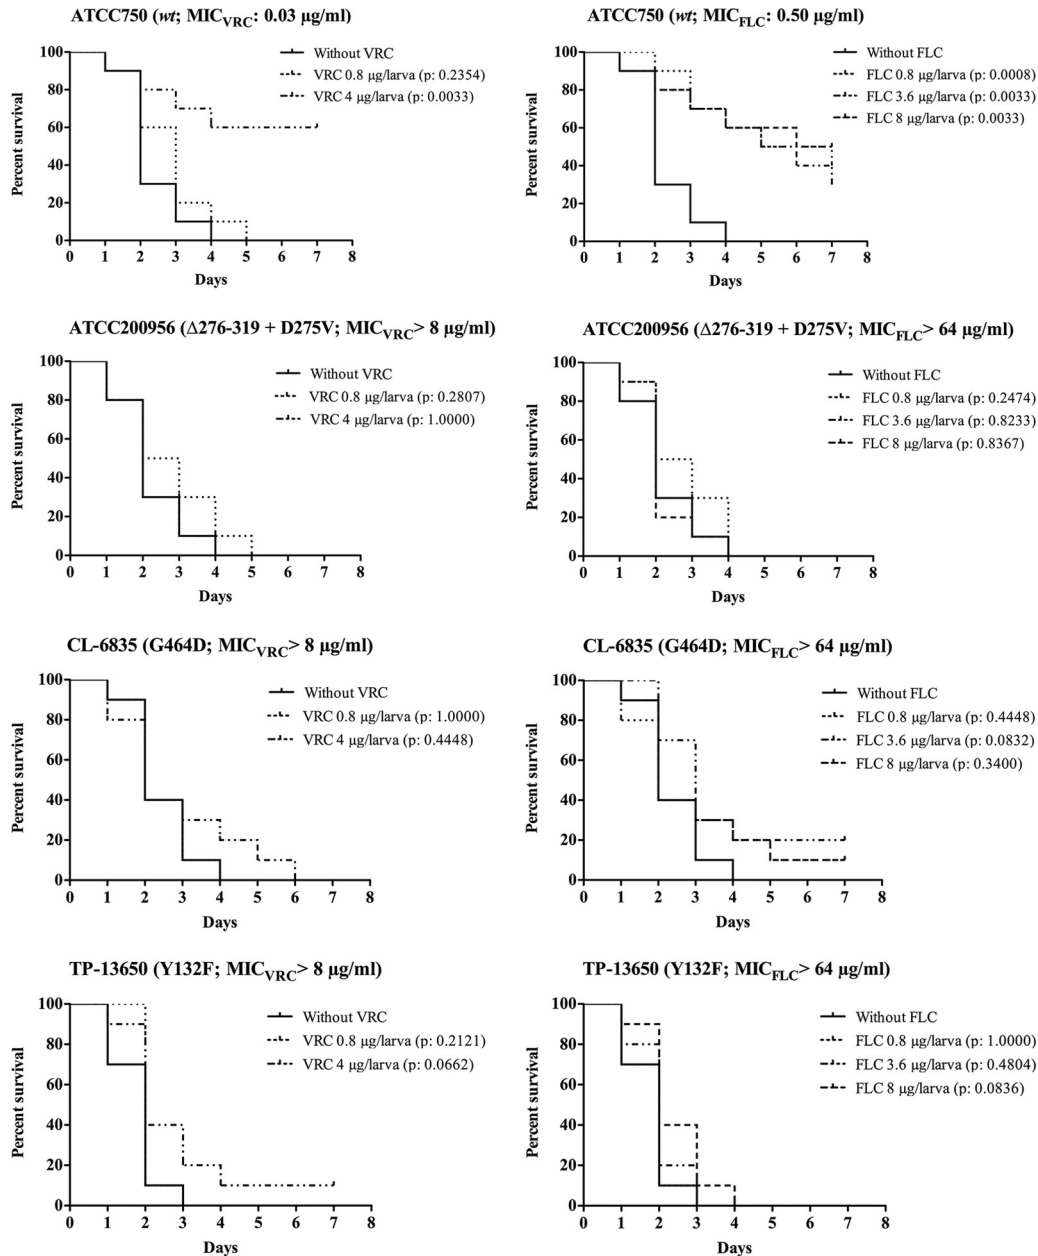 ATCC750 (wt; MICVRC: 0.03 µg/ml)
Percent survival
100
80
60
40
20
0
0 1 2 3 4 5 6 7 8
Days
Without VRC
VRC 0.8 µg/larva (p: 0.2354)
VRC 4 µg/larva (p: 0.0033)
ATCC750 (wt; MICFLC: 0.50 µg/ml)
Percent survival
100
80
60
40
20
0
0 1 2 3 4 5 6 7 8
Days
Without FLC
FLC 0.8 µg/larva (p: 0.0008)
FLC 3.6 µg/larva (p: 0.0033)
FLC 8 µg/larva (p: 0.0033)
ATCC200956 (Δ276-319 + D275V; MICVRC> 8 µg/ml)
Percent survival
100
80
60
40
20
0
0 1 2 3 4 5 6 7 8
Days
Without VRC
VRC 0.8 µg/larva (p: 0.2807)
VRC 4 µg/larva (p: 1.0000)
ATCC200956 (Δ276-319 + D275V; MICFLC> 64 µg/ml)
Percent survival
100
80
60
40
20
0
0 1 2 3 4 5 6 7 8
Days
Without FLC
FLC 0.8 µg/larva (p: 0.2474)
FLC 3.6 µg/larva (p: 0.8233)
FLC 8 µg/larva (p: 0.8367)
CL-6835 (G464D; MICVRC> 8 µg/ml)
Percent survival
100
80
60
40
20
0
0 1 2 3 4 5 6 7 8
Days
Without VRC
VRC 0.8 µg/larva (p: 1.0000)
VRC 4 µg/larva (p: 0.4448)
CL-6835 (G464D; MICFLC> 64 µg/ml)
Percent survival
100
80
60
40
20
0
0 1 2 3 4 5 6 7 8
Days
Without FLC
FLC 0.8 µg/larva (p: 0.4448)
FLC 3.6 µg/larva (p: 0.0832)
FLC 8 µg/larva (p: 0.3400)
TP-13650 (Y132F; MICVRC> 8 µg/ml)
Percent survival
100
80
60
40
20
0
0 1 2 3 4 5 6 7 8
Days
Without VRC
VRC 0.8 µg/larva (p: 0.2121)
VRC 4 µg/larva (p: 0.0662)
TP-13650 (Y132F; MICFLC> 64 µg/ml)
Percent survival
100
80
60
40
20
0
0 1 2 3 4 5 6 7 8
Days
Without FLC
FLC 0.8 µg/larva (p: 1.0000)
FLC 3.6 µg/larva (p: 0.4804)
FLC 8 µg/larva (p: 0.0836)